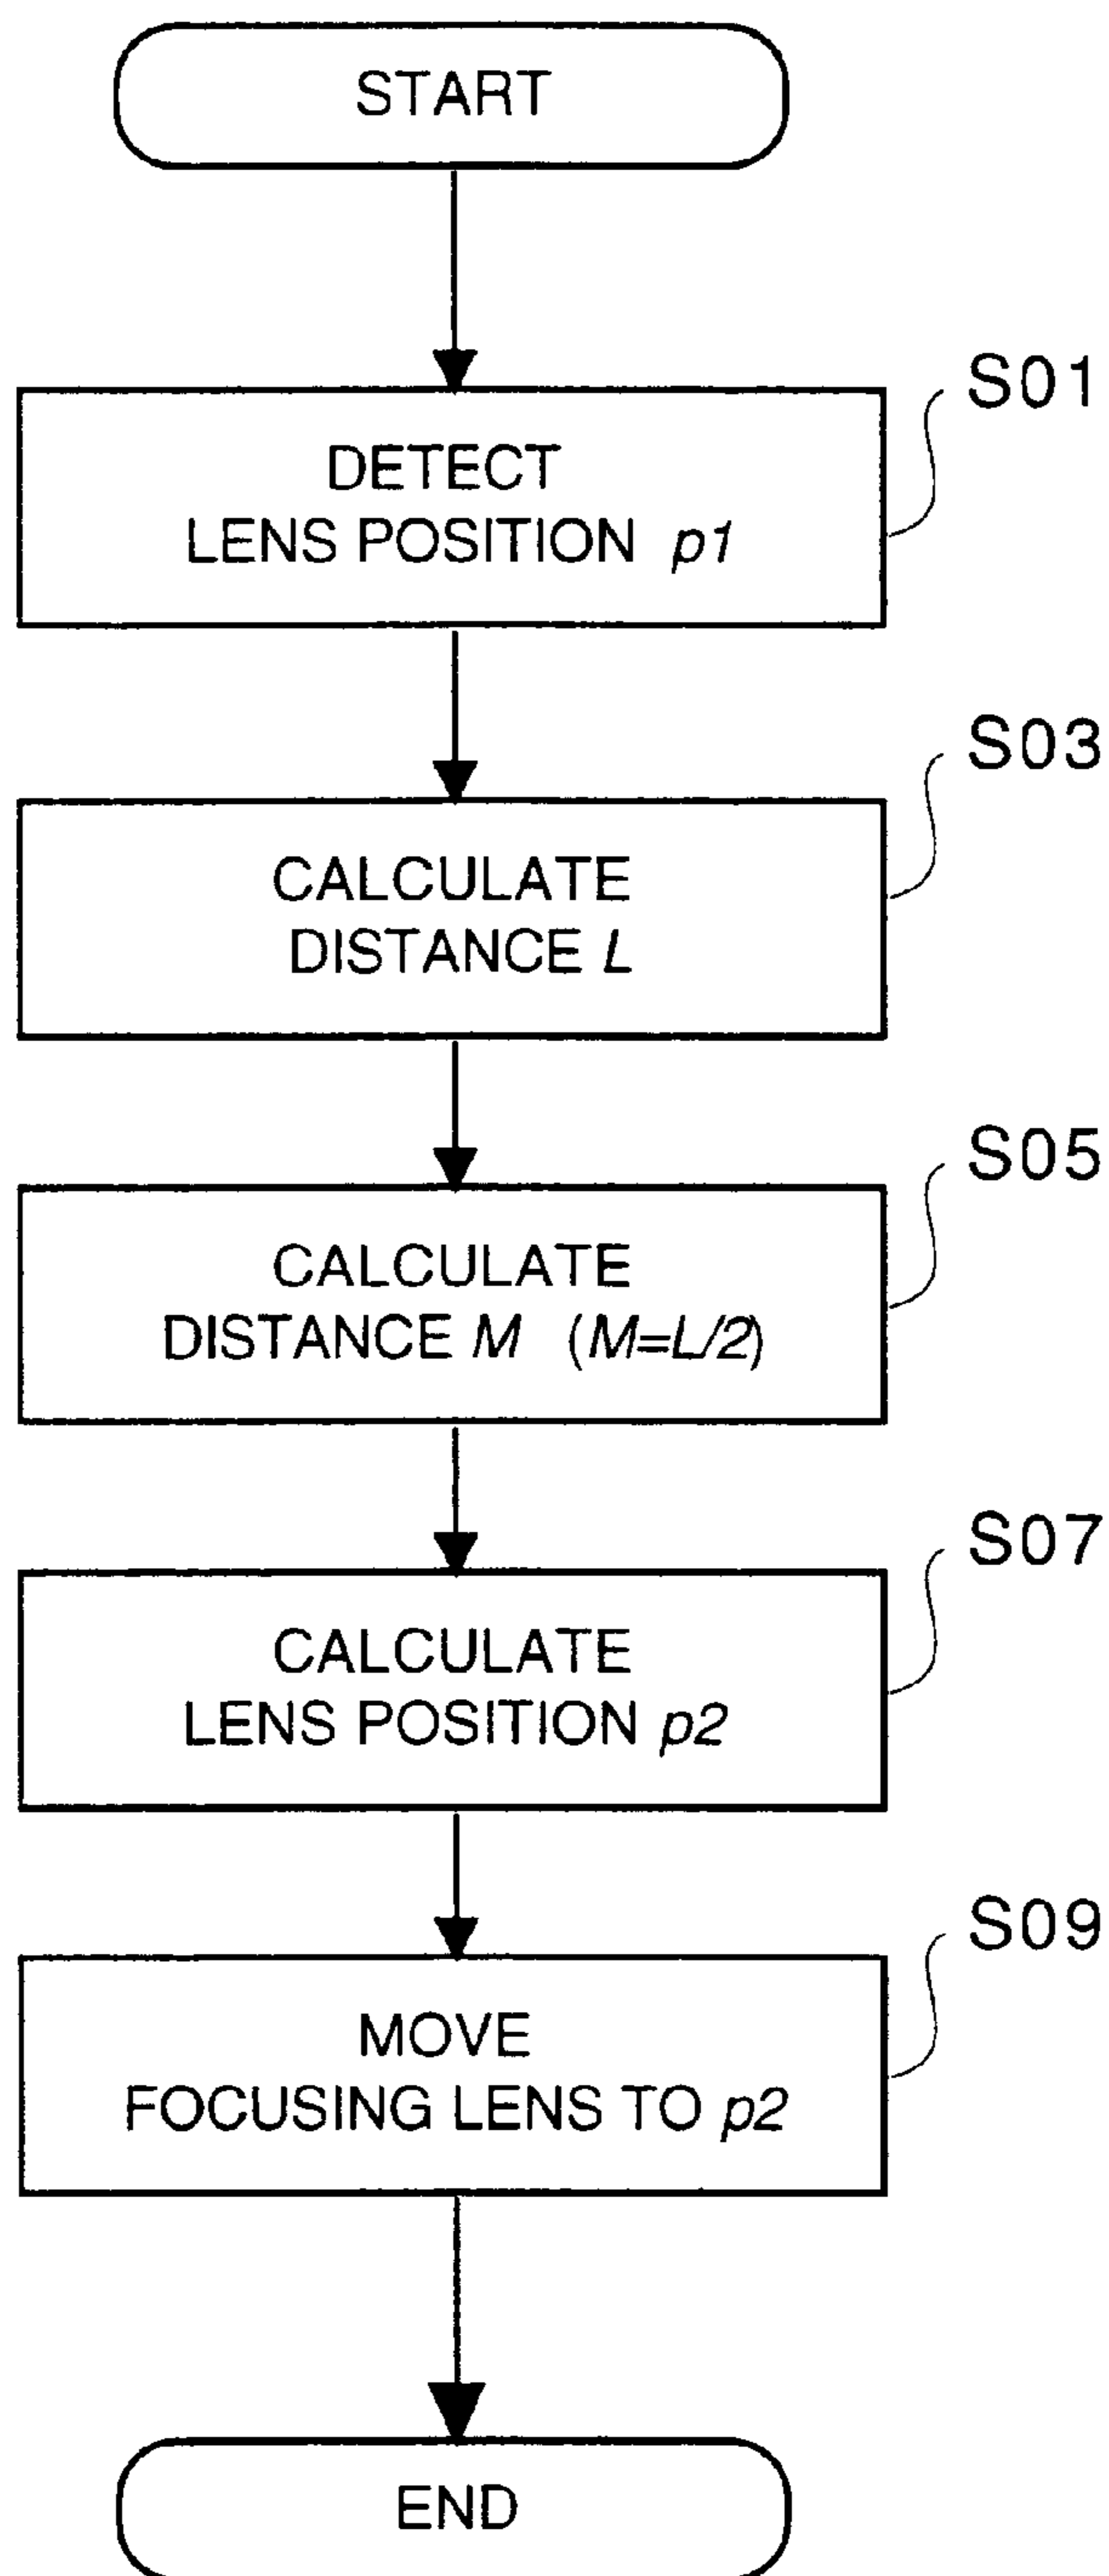 START
S01
DETECT
LENS POSITION p1
S03
CALCULATE
DISTANCE L
S05
CALCULATE
DISTANCE M (M=L/2)
S07
CALCULATE
LENS POSITION p2
S09
MOVE
FOCUSING LENS TO p2
END